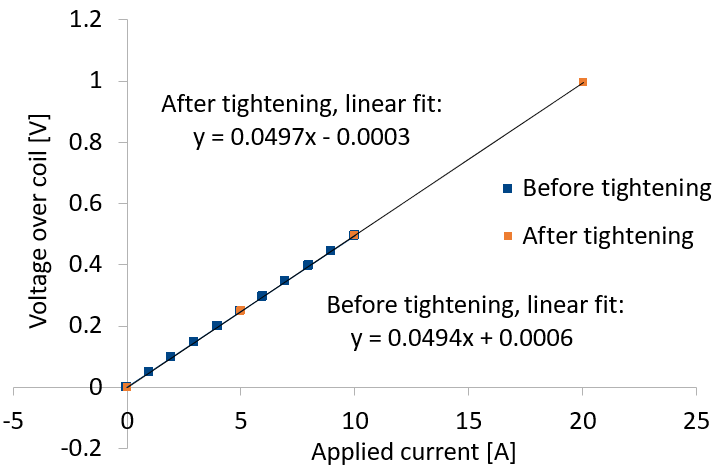 1.2
1
0.8
0.6
0.4
0.2
0
-0.2
Voltage over coil [V]
After tightening, linear fit:
y = 0.0497x - 0.0003
Before tightening
After tightening
Before tightening, linear fit:
y = 0.0494x + 0.0006
-5 0 5 10 15 20 25
Applied current [A]